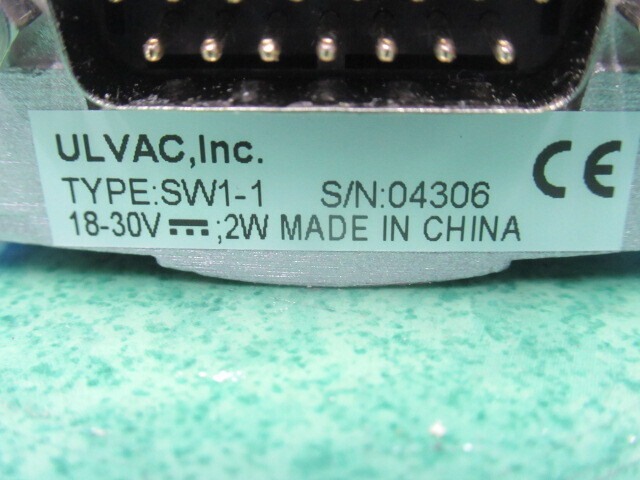 ULVAC,Inc.
TYPE:SW1-1 S/N:04306
18-30V⎓;2W MADE IN CHINA
CE